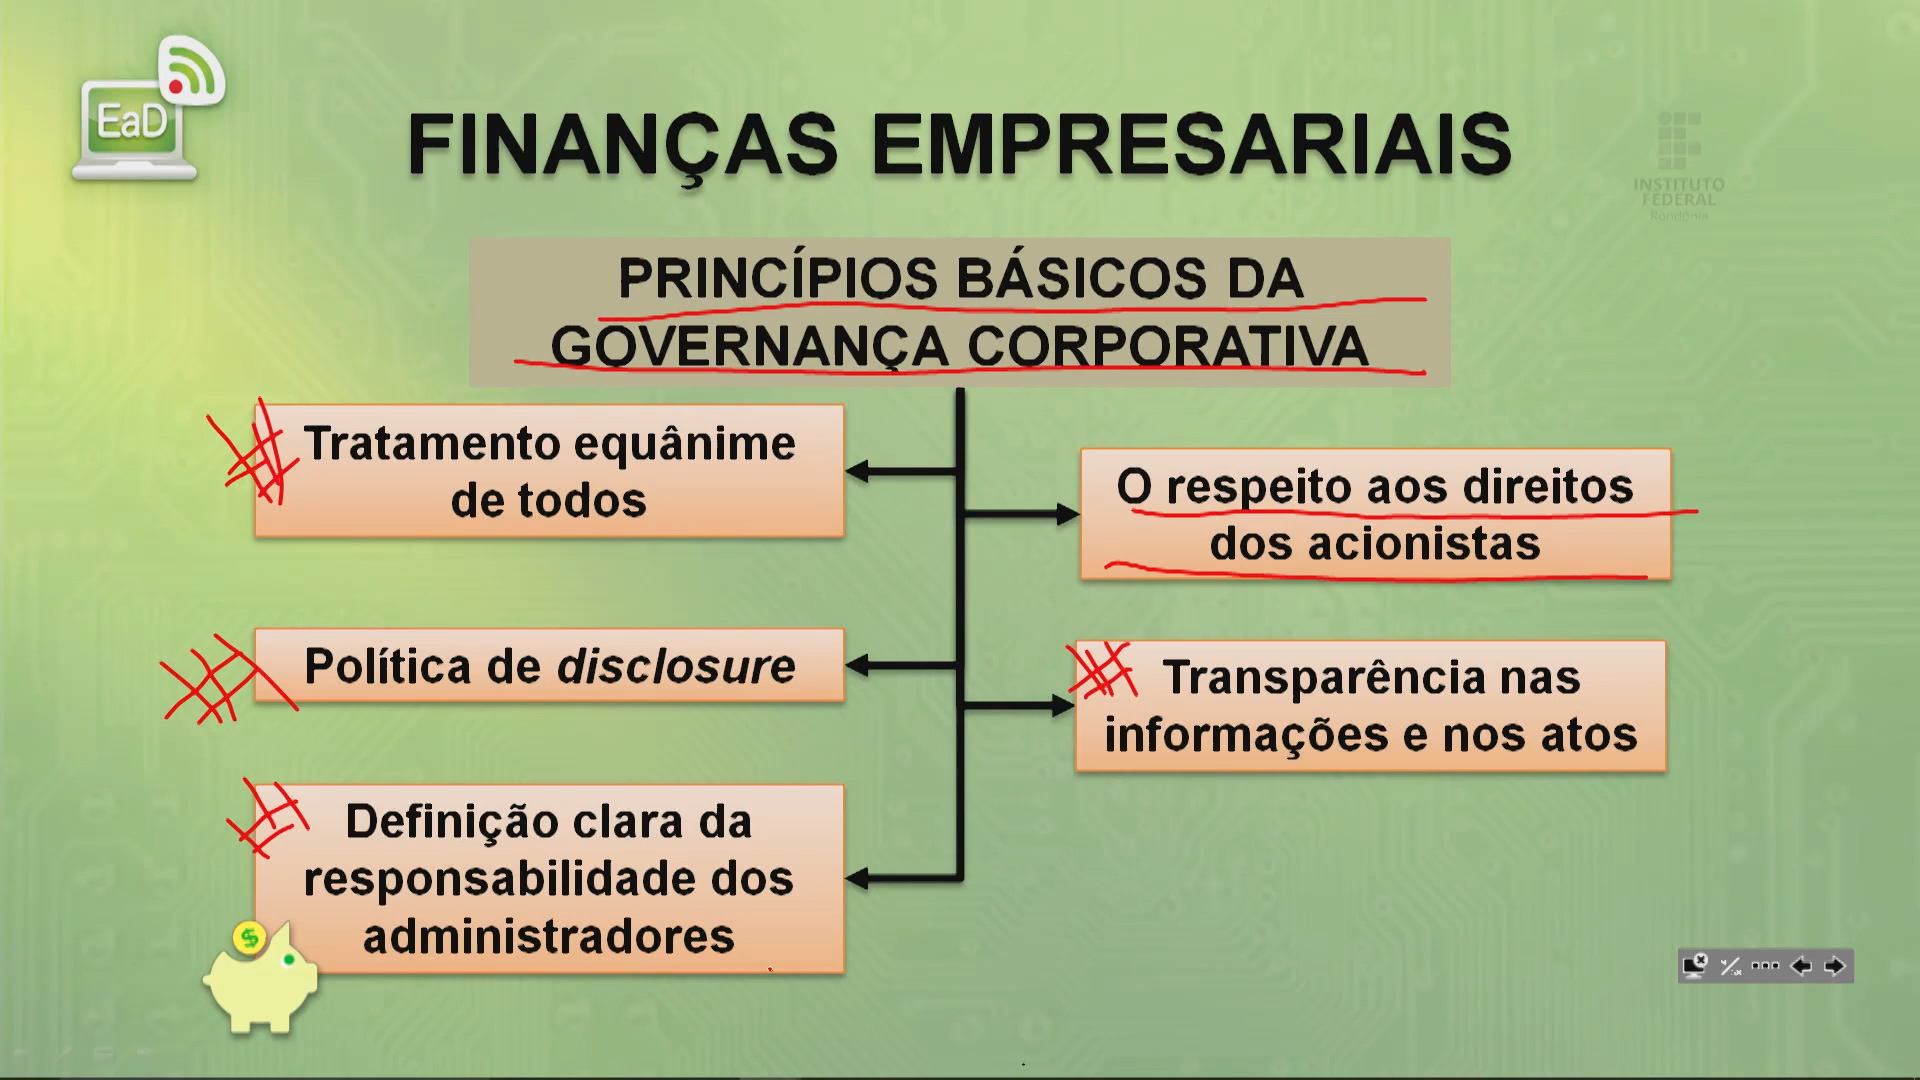 EaD
FINANÇAS EMPRESARIAIS
INSTITUTO
FEDERAL
Rondônia
PRINCÍPIOS BÁSICOS DA
GOVERNANÇA CORPORATIVA
Tratamento equânime
de todos
O respeito aos direitos
dos acionistas
Política de disclosure
Transparência nas
informações e nos atos
Definição clara da
responsabilidade dos
administradores
$